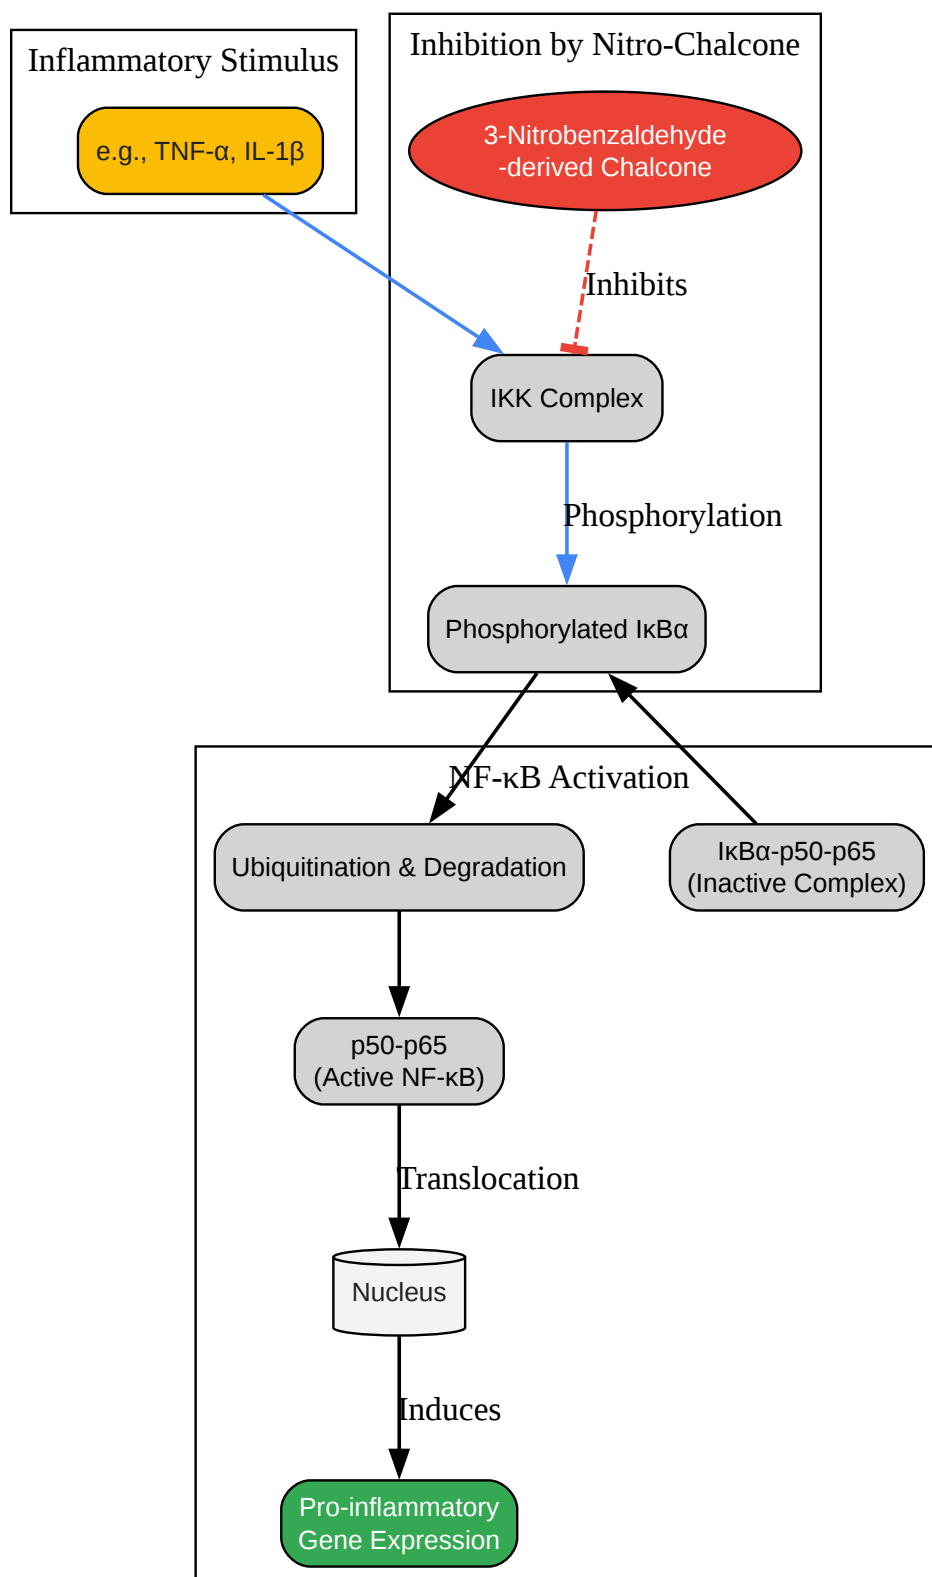 Inflammatory Stimulus
e.g., TNF-α, IL-1β
Inhibition by Nitro-Chalcone
3-Nitrobenzaldehyde
-derived Chalcone
Inhibits
IKK Complex
Phosphorylation
Phosphorylated IκBα
NF-κB Activation
Ubiquitination & Degradation
IκBα-p50-p65
(Inactive Complex)
p50-p65
(Active NF-κB)
Translocation
Nucleus
Induces
Pro-inflammatory
Gene Expression